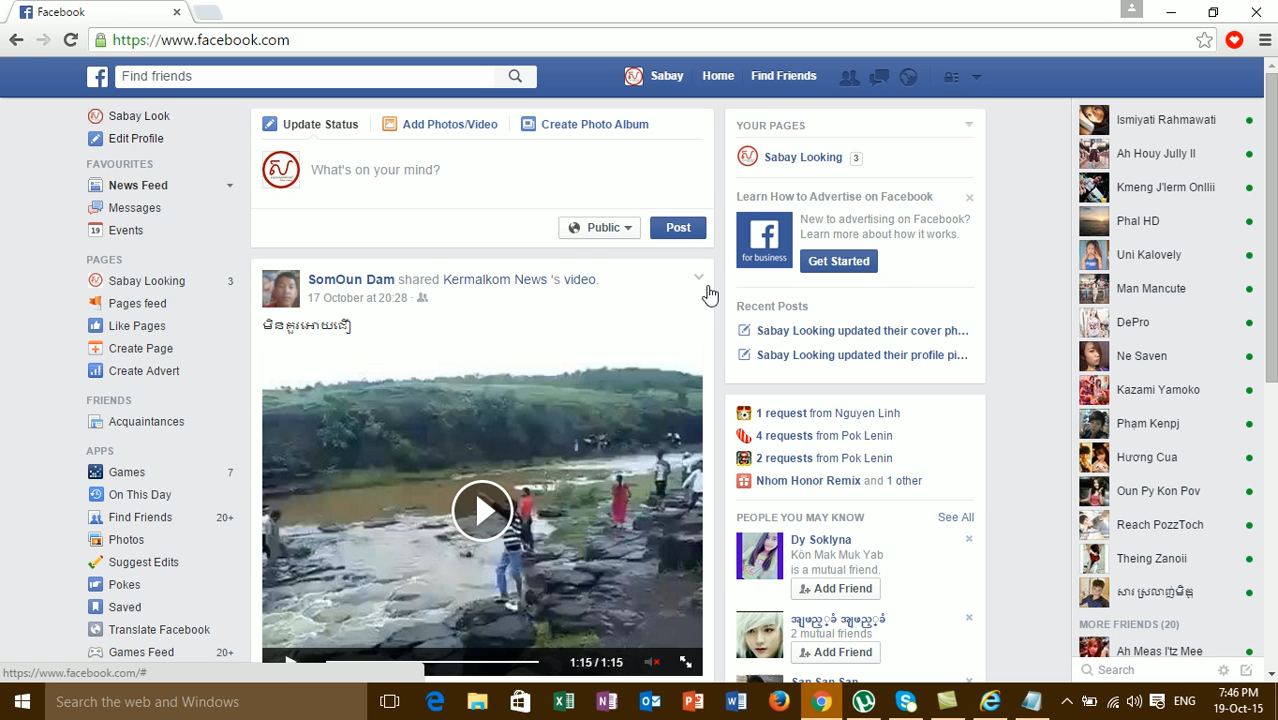 Facebook
https://www.facebook.com
Find friends
Sabay
Home
Find Friends
Sabay Look
Edit Profile
FAVOURITES
News Feed
Messages
19 Events
PAGES
Sabay Looking 3
Pages feed
Like Pages
Create Page
Create Advert
FRIENDS
Acquaintances
APPS
Games 7
On This Day
Find Friends 20+
Photos
Suggest Edits
Pokes
Saved
Translate Facebook
Games Feed 20+
https://www.facebook.com/#
Update Status
Add Photos/Video
Create Photo Album
What's on your mind?
Public
Post
SomOun Dam shared Kermalkom News 's video.
17 October at 20:28 ·
មិនគួរអោយជឿ
1:15 / 1:15
YOUR PAGES
Sabay Looking 3
Learn How to Advertise on Facebook
for business
New to advertising on Facebook?
Learn more about how it works.
Get Started
Recent Posts
Sabay Looking updated their cover ph...
Sabay Looking updated their profile pi...
1 request from Nguyen Linh
4 requests from Pok Lenin
2 requests from Pok Lenin
Nhom Honor Remix and 1 other
PEOPLE YOU MAY KNOW See All
Dy Soklyna
Kön Mak Muk Yab
is a mutual friend.
Add Friend
2 mutual friends
Add Friend
San San San
Ismiyati Rahmawati
Ah Houy Jully II
Kmeng J'lerm Onllii
Phal HD
Uni Kalovely
Man Mancute
DePro
Ne Saven
Kazami Yamoko
Phạm Kenpj
Hương Cua
Oun Py Kon Pov
Reach PozzToch
Theing Zanoii
MORE FRIENDS (20)
Ah Meas I'tz Mee
Search
Search the web and Windows
ENG
7:46 PM
19-Oct-15